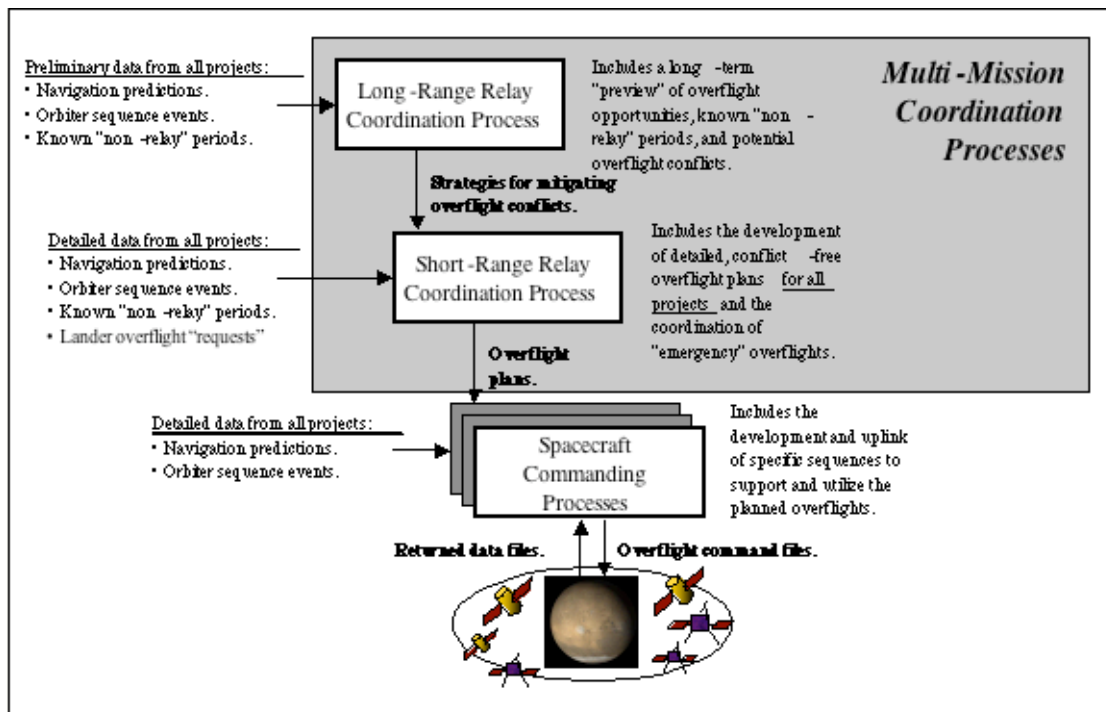 Multi-Mission
Coordination
Processes
Preliminary data from all projects:
• Navigation predictions.
• Orbiter sequence events.
• Known "non -relay" periods.
Long-Range Relay
Coordination Process
Includes a long -term
"preview" of overflight
opportunities, known "non -
relay" periods, and potential
overflight conflicts.
Strategies for mitigating
overflight conflicts.
Detailed data from all projects:
• Navigation predictions.
• Orbiter sequence events.
• Known "non -relay" periods.
• Lander overflight “requests”
Short-Range Relay
Coordination Process
Includes the development
of detailed, conflict -free
overflight plans for all
projects and the
coordination of
"emergency" overflights.
Overflight
plans.
Detailed data from all projects:
• Navigation predictions.
• Orbiter sequence events.
Spacecraft
Commanding
Processes
Includes the
development and uplink
of specific sequences to
support and utilize the
planned overflights.
Returned data files.
Overflight command files.